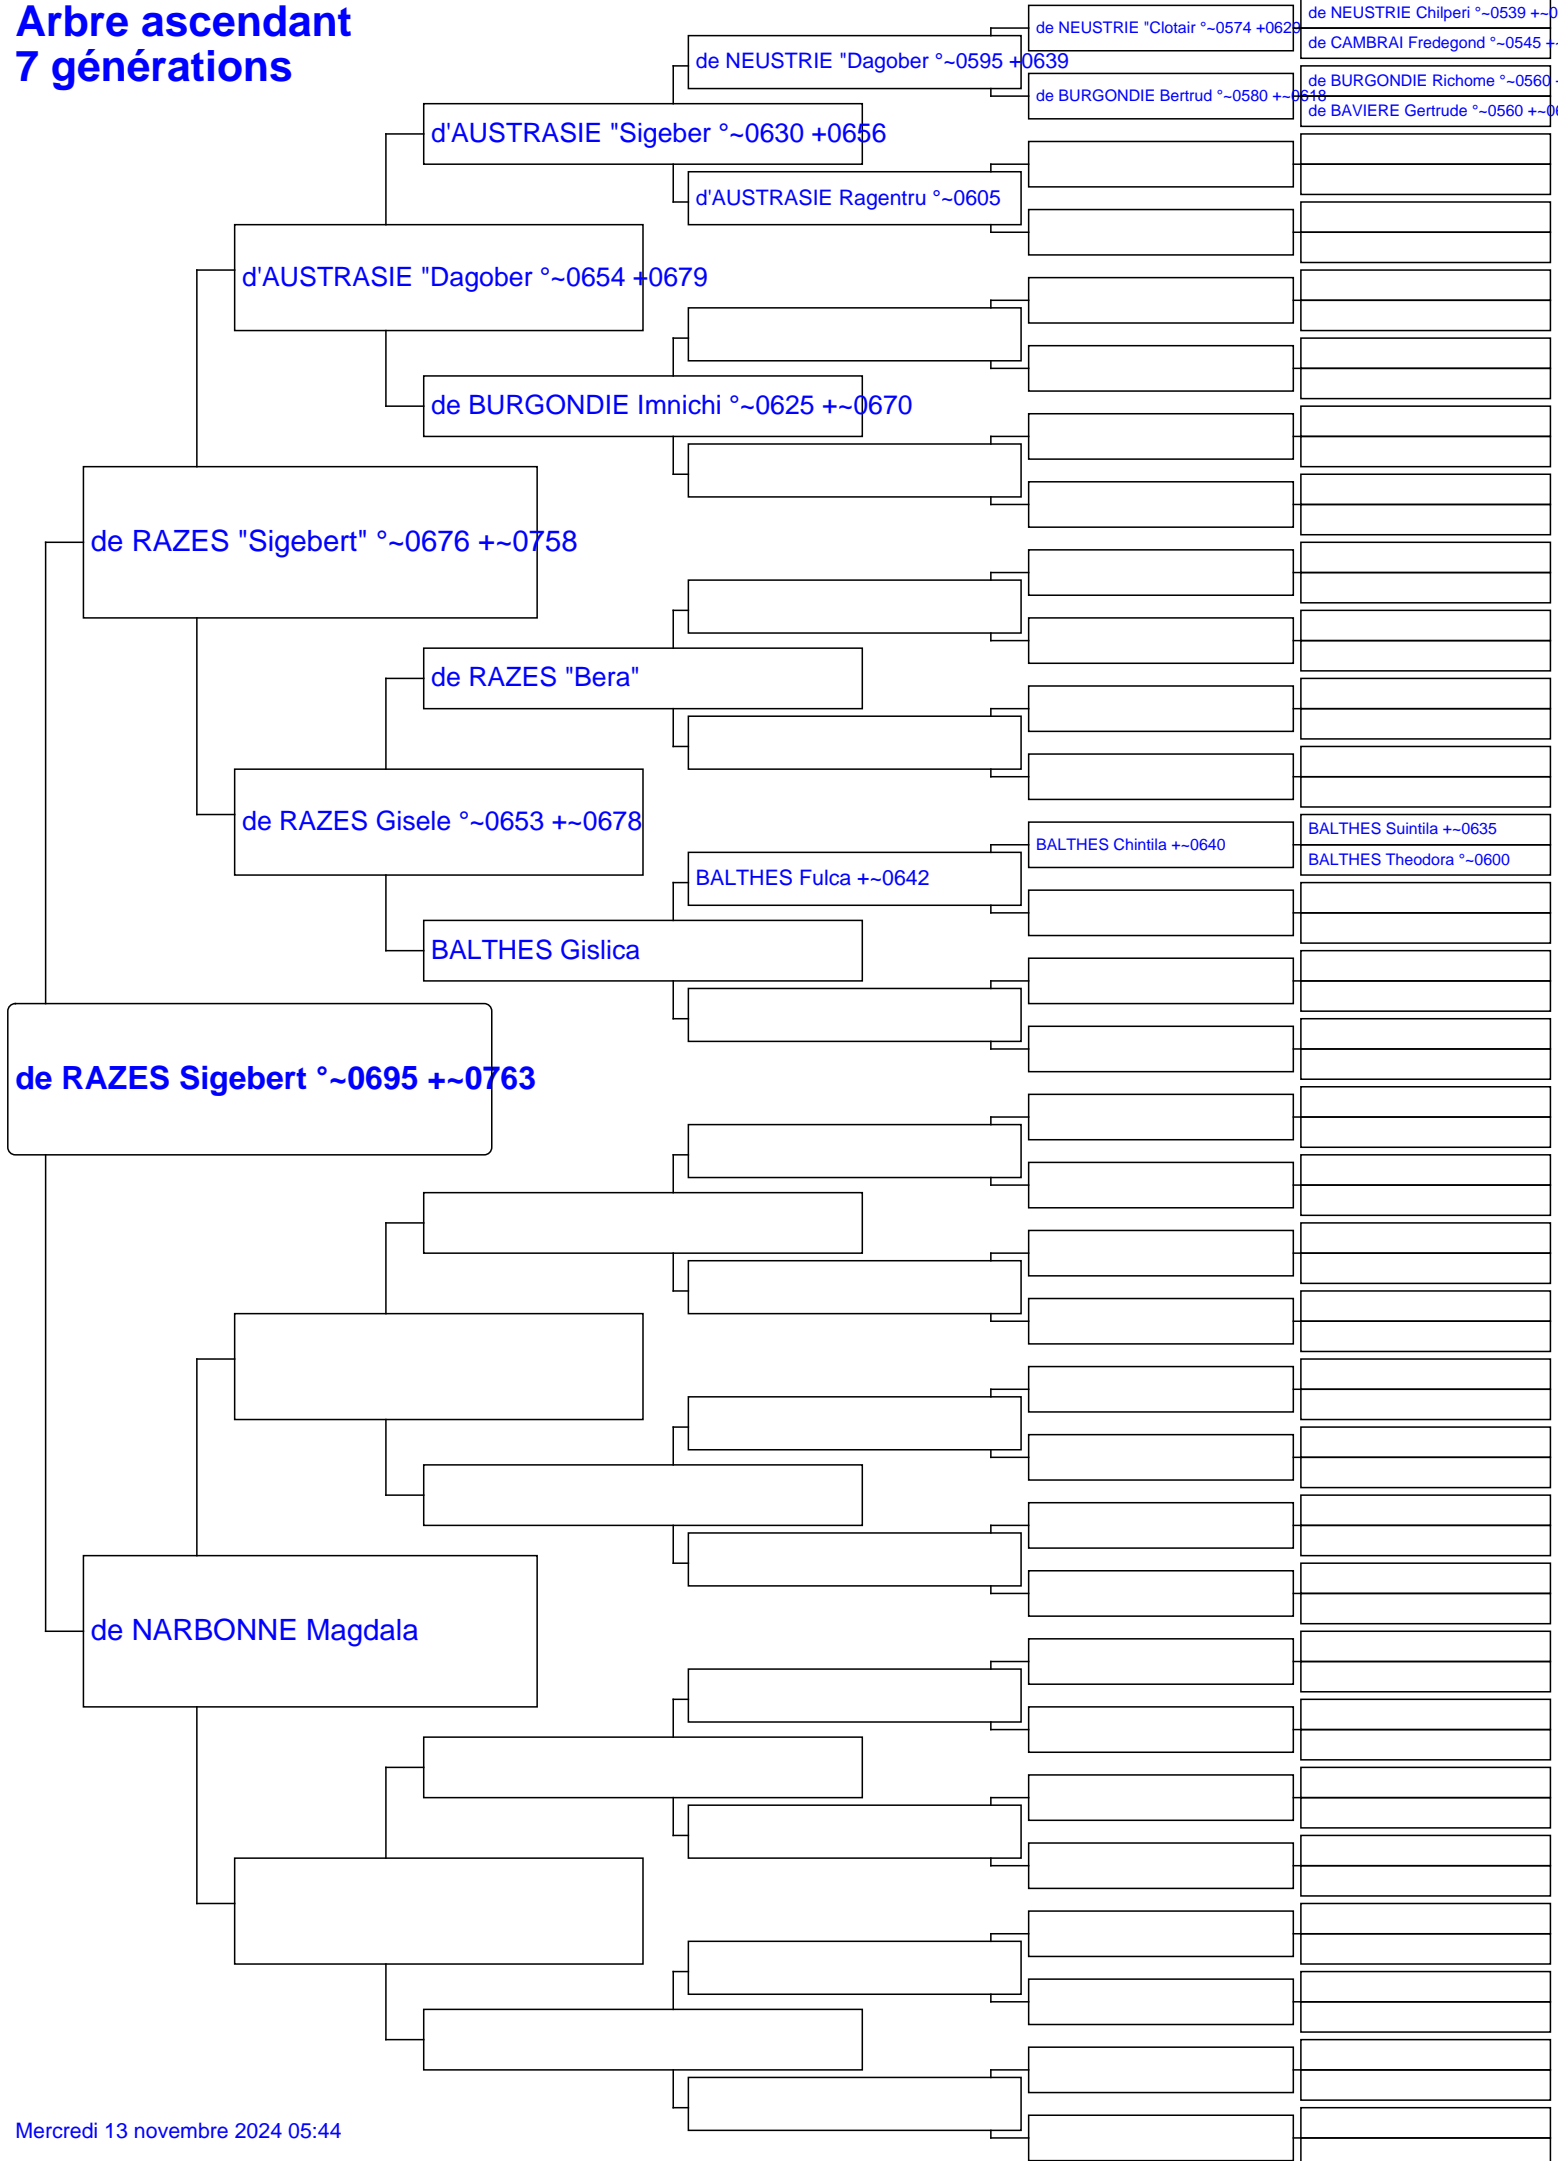 Arbre ascendant
7 générations
de NEUSTRIE Chilperi °~0539 +~0
de NEUSTRIE "Clotair °~0574 +0629
de CAMBRAI Fredegond °~0545 +~
de NEUSTRIE "Dagober °~0595 +0639
de BURGONDIE Richome °~0560 +
de BURGONDIE Bertrud °~0580 +~0618
de BAVIERE Gertrude °~0560 +~06
d'AUSTRASIE "Sigeber °~0630 +0656
d'AUSTRASIE Ragentru °~0605
d'AUSTRASIE "Dagober °~0654 +0679
de BURGONDIE Imnichi °~0625 +~0670
de RAZES "Sigebert" °~0676 +~0758
de RAZES "Bera"
de RAZES Gisele °~0653 +~0678
BALTHES Suintila +~0635
BALTHES Chintila +~0640
BALTHES Theodora °~0600
BALTHES Fulca +~0642
BALTHES Gislica
de RAZES Sigebert °~0695 +~0763
de NARBONNE Magdala
Mercredi 13 novembre 2024 05:44